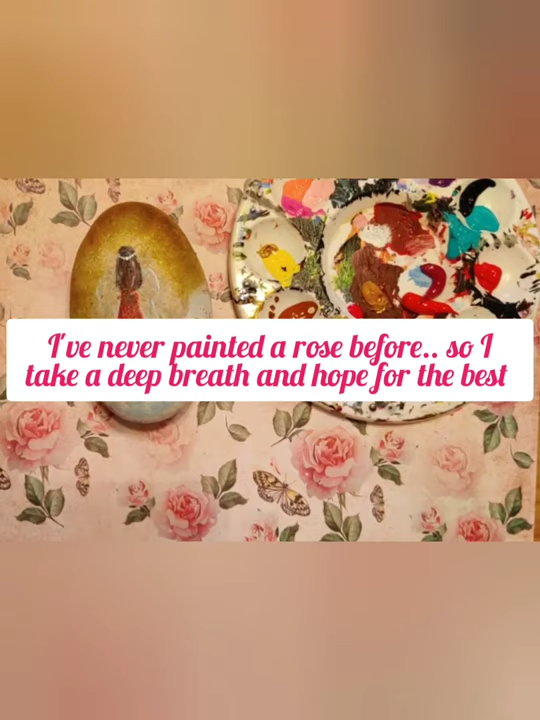 I've never painted a rose before.. so I
take a deep breath and hope for the best